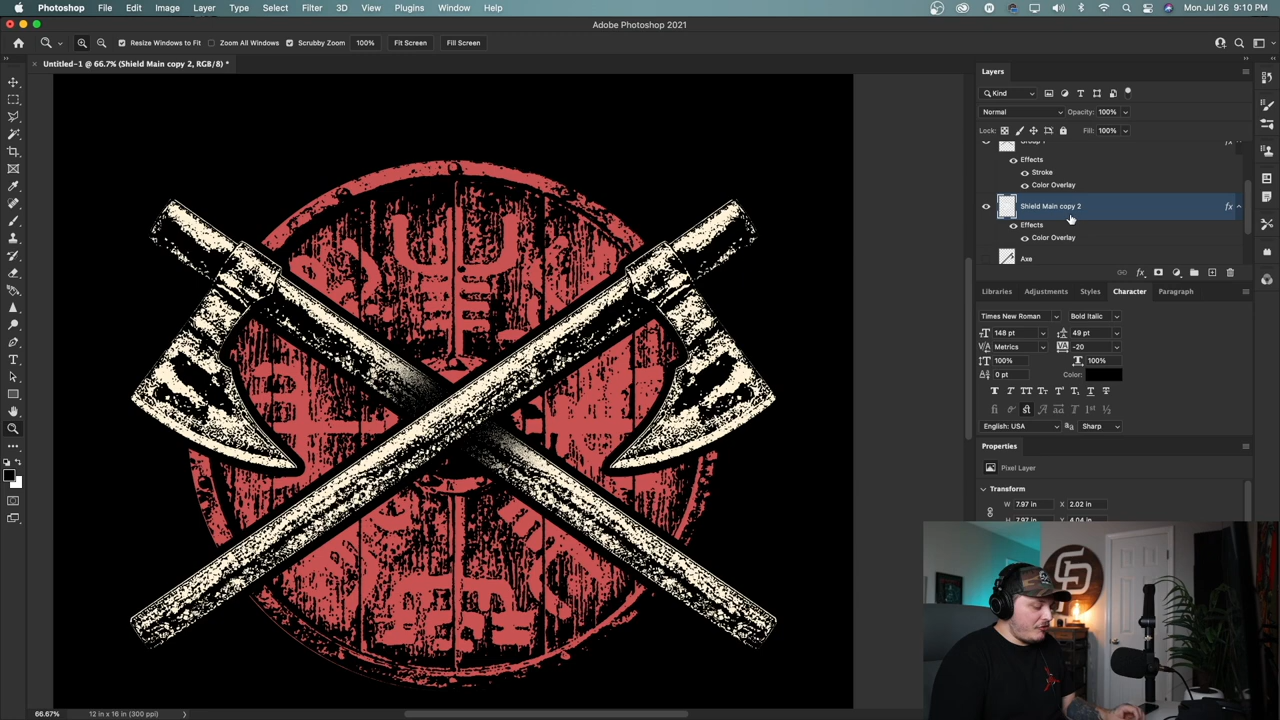 Photoshop File Edit Image Layer Type Select Filter 3D View Plugins Window Help Mon Jul 26 9:10 PM
Adobe Photoshop 2021
Resize Windows to Fit Zoom All Windows Scrubby Zoom 100% Fit Screen Fill Screen
Untitled-1 @ 66.7% (Shield Main copy 2, RGB/8) *
Layers
Kind
Normal Opacity: 100%
Lock: Fill: 100%
Effects
Stroke
Color Overlay
Shield Main copy 2 fx
Effects
Color Overlay
Axe
Libraries Adjustments Styles Character Paragraph
Times New Roman Bold Italic
148 pt 49 pt
Metrics -20
100% 100%
0 pt Color:
English: USA Sharp
Properties
Pixel Layer
Transform
W 7.97 in X 2.02 in
66.67% 12 in x 16 in (300 ppi)